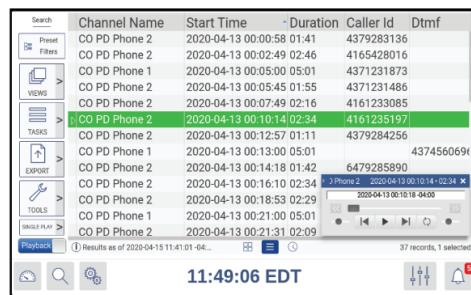 Search
Channel Name Start Time Duration Caller Id Dtmf
Preset Filters
VIEWS
TASKS
EXPORT
TOOLS
SINGLE PLAY
Playback
CO PD Phone 2 2020-04-13 00:00:58 01:41 4379283136
CO PD Phone 2 2020-04-13 00:02:49 02:46 4165428016
CO PD Phone 1 2020-04-13 00:05:00 05:01 4371231873
CO PD Phone 2 2020-04-13 00:05:45 01:55 4371231486
CO PD Phone 2 2020-04-13 00:07:49 02:16 4161233085
CO PD Phone 2 2020-04-13 00:10:14 02:34 4161235197
CO PD Phone 2 2020-04-13 00:12:57 01:11 4379284256
CO PD Phone 1 2020-04-13 00:13:00 05:01 437456069
CO PD Phone 2 2020-04-13 00:14:18 01:42 6479285890
CO PD Phone 2 2020-04-13 00:16:10 02:34
CO PD Phone 2 2020-04-13 00:18:53 02:29
CO PD Phone 1 2020-04-13 00:21:00 05:01
CO PD Phone 2 2020-04-13 00:21:31 02:09
Phone 2 2020-04-13 00:10:14 - 02:34
2020-04-13 00:10:18 -04:00
Results as of 2020-04-15 11:41:01 -04:...
37 records, 1 selected
11:49:06 EDT
5